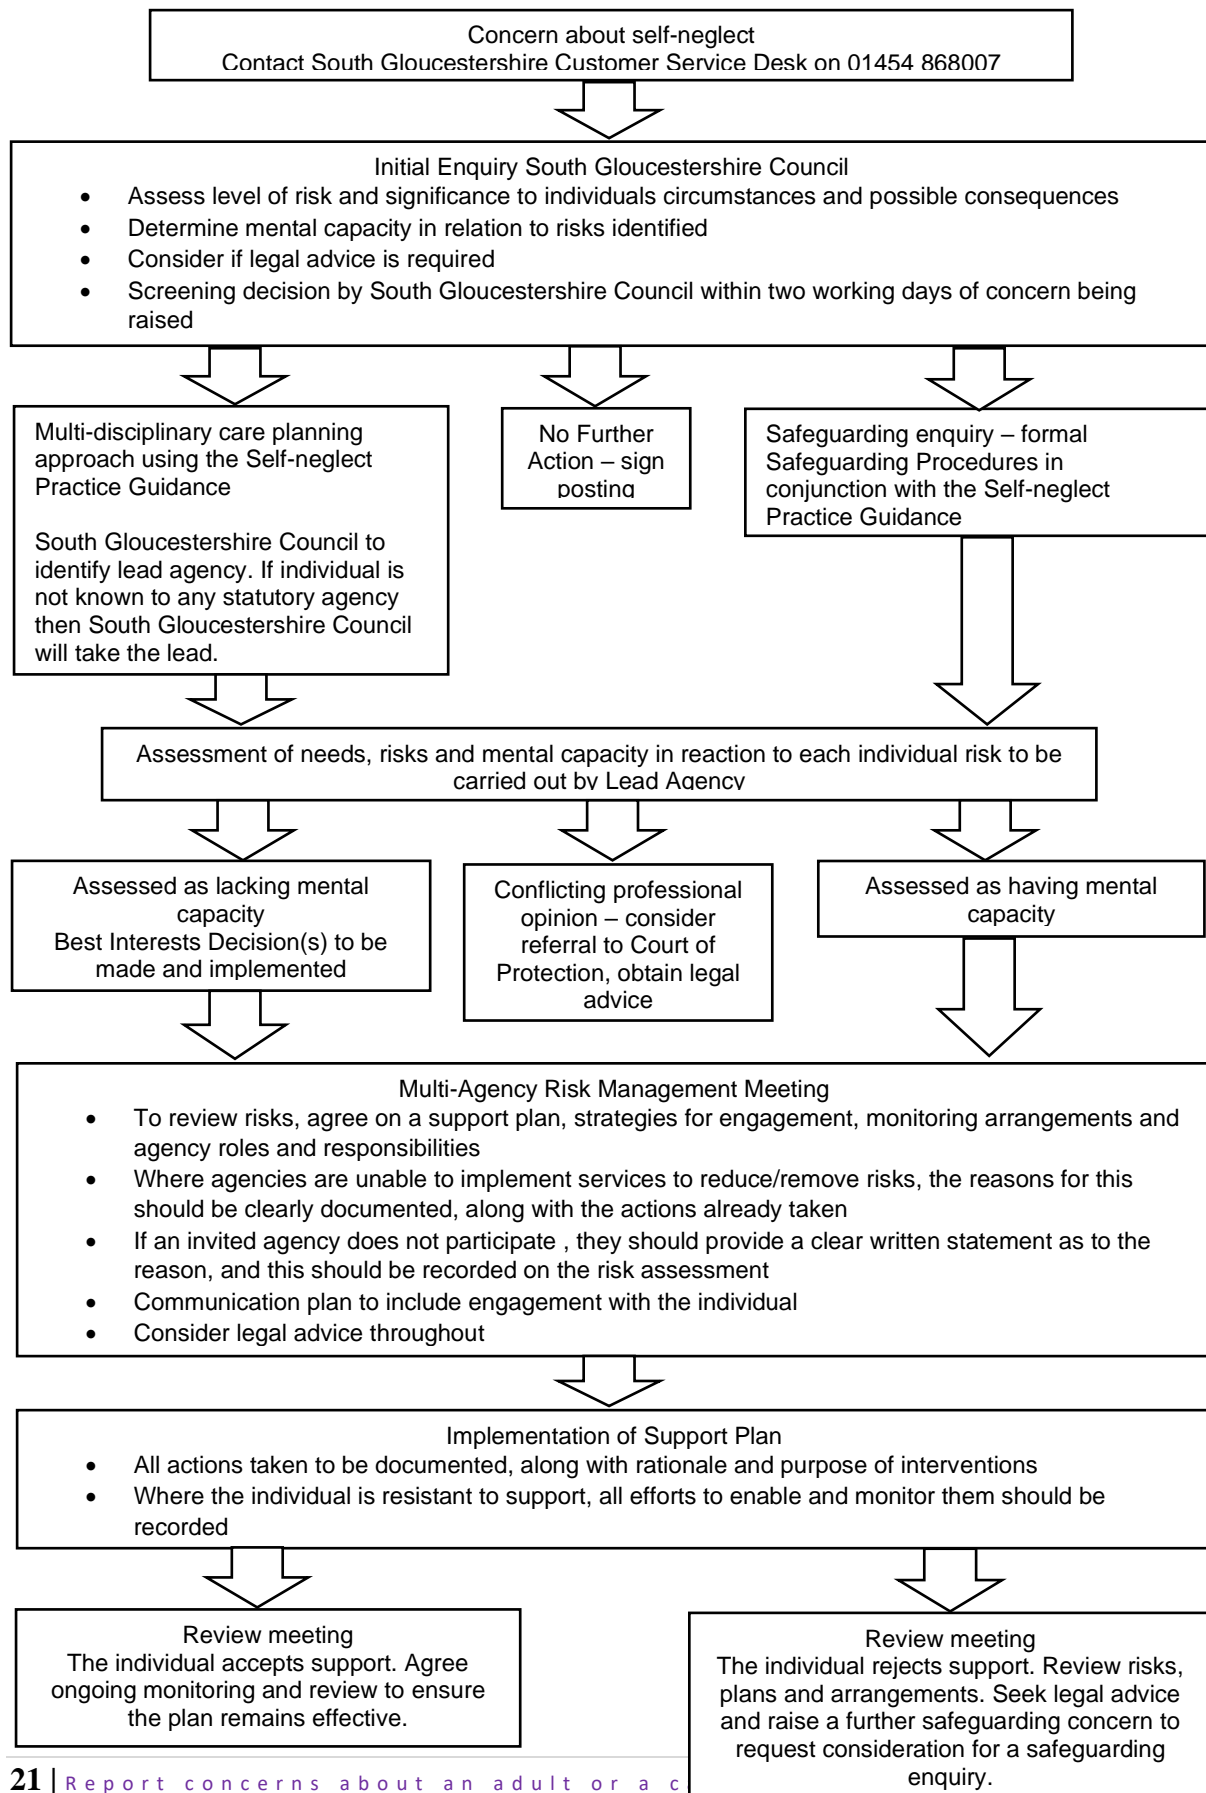 Concern about self-neglect
Contact South Gloucestershire Customer Service Desk on 01454 868007
Initial Enquiry South Gloucestershire Council
• Assess level of risk and significance to individuals circumstances and possible consequences
• Determine mental capacity in relation to risks identified
• Consider if legal advice is required
• Screening decision by South Gloucestershire Council within two working days of concern being
raised
Multi-disciplinary care planning
approach using the Self-neglect
Practice Guidance
South Gloucestershire Council to
identify lead agency. If individual is
not known to any statutory agency
then South Gloucestershire Council
will take the lead.
No Further
Action – sign
posting
Safeguarding enquiry – formal
Safeguarding Procedures in
conjunction with the Self-neglect
Practice Guidance
Assessment of needs, risks and mental capacity in reaction to each individual risk to be
carried out by Lead Agency
Assessed as lacking mental
capacity
Best Interests Decision(s) to be
made and implemented
Conflicting professional
opinion – consider
referral to Court of
Protection, obtain legal
advice
Assessed as having mental
capacity
Multi-Agency Risk Management Meeting
• To review risks, agree on a support plan, strategies for engagement, monitoring arrangements and
agency roles and responsibilities
• Where agencies are unable to implement services to reduce/remove risks, the reasons for this
should be clearly documented, along with the actions already taken
• If an invited agency does not participate , they should provide a clear written statement as to the
reason, and this should be recorded on the risk assessment
• Communication plan to include engagement with the individual
• Consider legal advice throughout
Implementation of Support Plan
• All actions taken to be documented, along with rationale and purpose of interventions
• Where the individual is resistant to support, all efforts to enable and monitor them should be
recorded
Review meeting
The individual accepts support. Agree
ongoing monitoring and review to ensure
the plan remains effective.
Review meeting
The individual rejects support. Review risks,
plans and arrangements. Seek legal advice
and raise a further safeguarding concern to
request consideration for a safeguarding
enquiry.
21 | Report concerns about an adult or a c